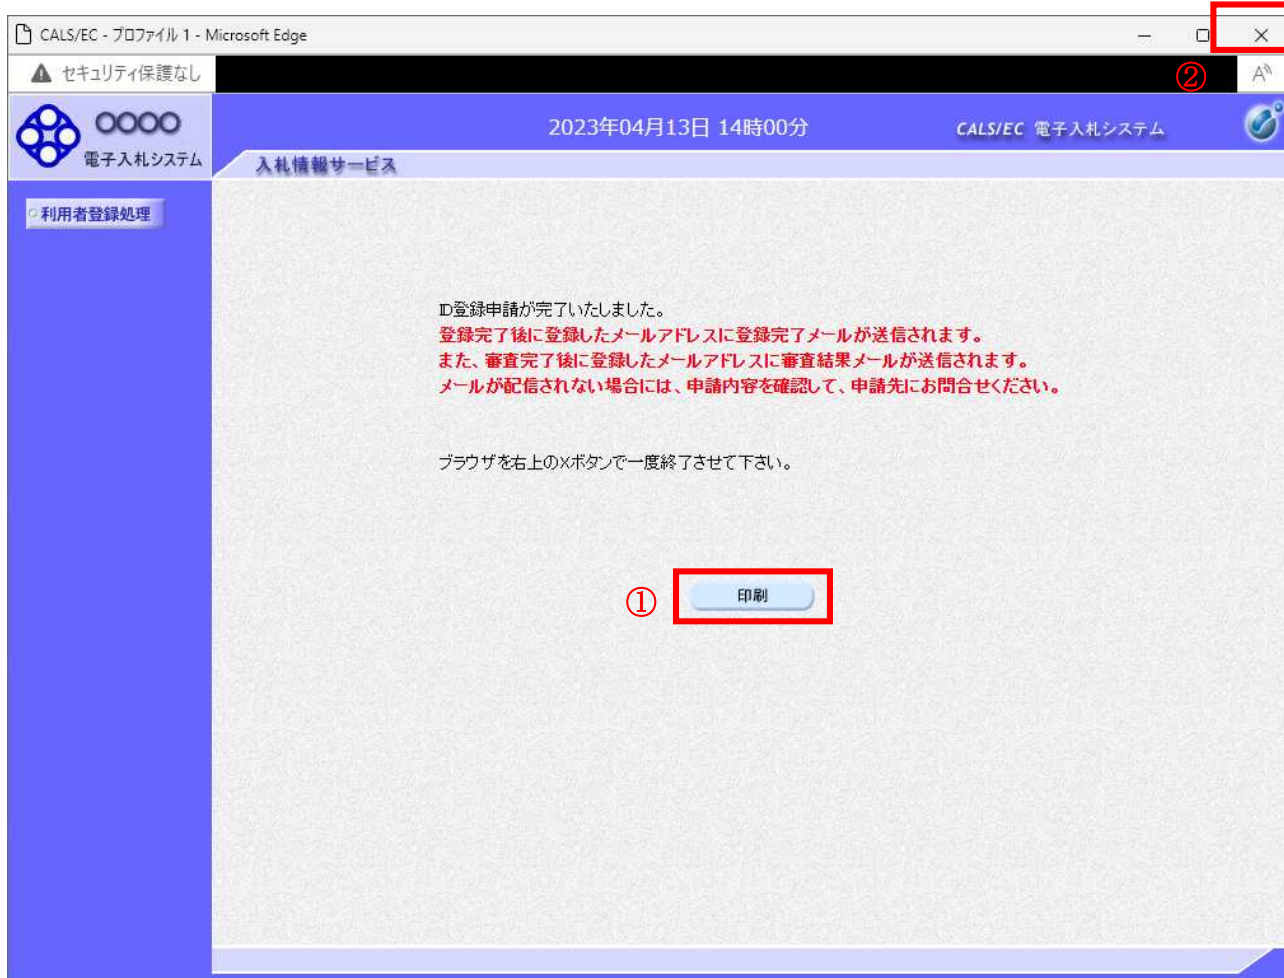 CALS/EC - プロファイル 1 - Microsoft Edge
セキュリティ保護なし
②
A
〇〇〇〇
電子入札システム
2023年04月13日 14時00分
CALS/EC 電子入札システム
入札情報サービス
利用者登録処理
ID登録申請が完了いたしました。
登録完了後に登録したメールアドレスに登録完了メールが送信されます。
また、審査完了後に登録したメールアドレスに審査結果メールが送信されます。
メールが配信されない場合には、申請内容を確認して、申請先にお問合せください。
ブラウザを右上の×ボタンで一度終了させて下さい。
①
印刷